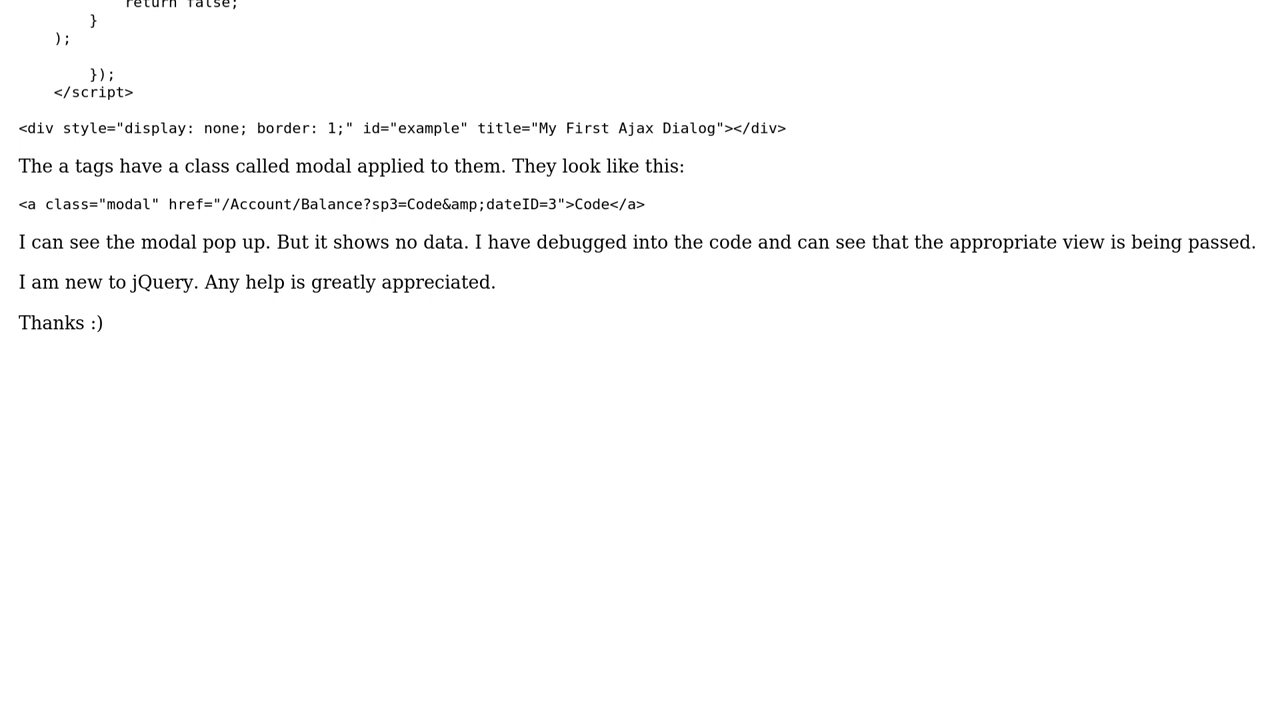 return false;
}
);
});
</script>
<div style="display: none; border: 1;" id="example" title="My First Ajax Dialog"></div>
The a tags have a class called modal applied to them. They look like this:
<a class="modal" href="/Account/Balance?sp3=Code&amp;dateID=3">Code</a>
I can see the modal pop up. But it shows no data. I have debugged into the code and can see that the appropriate view is being passed.
I am new to jQuery. Any help is greatly appreciated.
Thanks :)